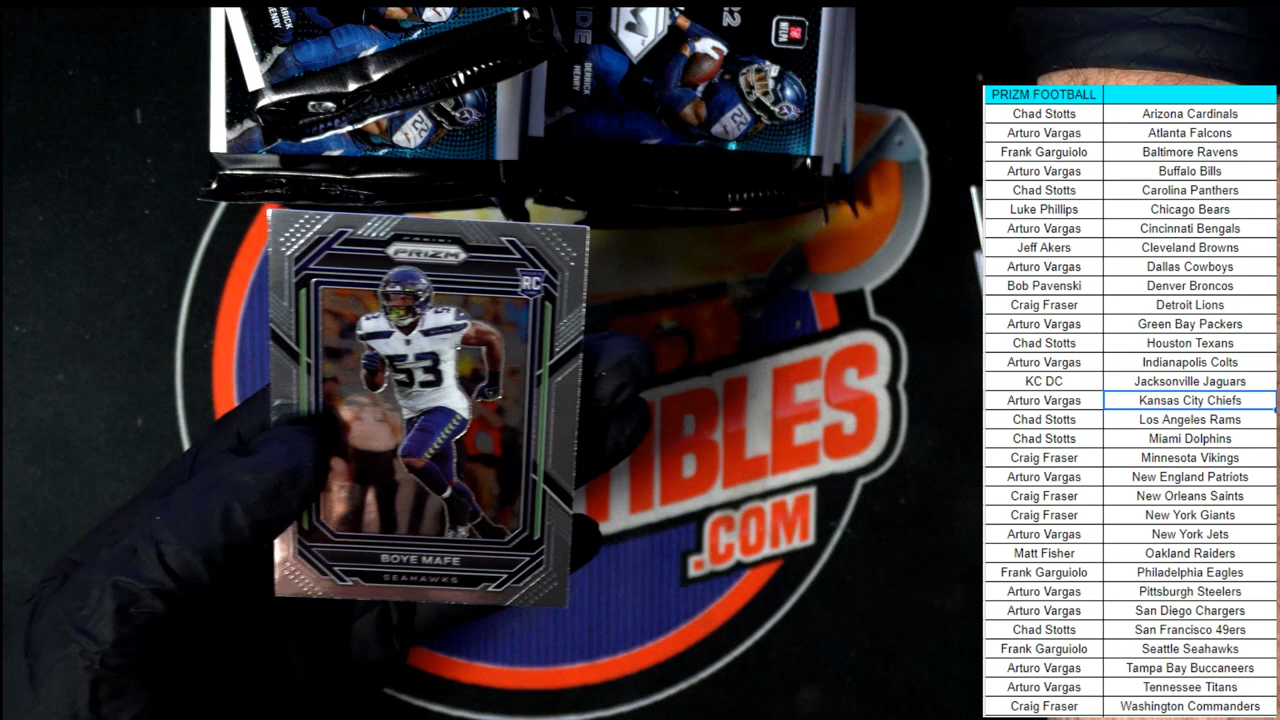 DERRICK
HENRY
IDE
DERRICK
HENRY
22
NFLPA
22
PANINI
PRIZM
RC
53
BOYE MAFE
SEAHAWKS
IBLES
.COM
PRIZM FOOTBALL
Chad Stotts Arizona Cardinals
Arturo Vargas Atlanta Falcons
Frank Garguiolo Baltimore Ravens
Arturo Vargas Buffalo Bills
Chad Stotts Carolina Panthers
Luke Phillips Chicago Bears
Arturo Vargas Cincinnati Bengals
Jeff Akers Cleveland Browns
Arturo Vargas Dallas Cowboys
Bob Pavenski Denver Broncos
Craig Fraser Detroit Lions
Arturo Vargas Green Bay Packers
Chad Stotts Houston Texans
Arturo Vargas Indianapolis Colts
KC DC Jacksonville Jaguars
Arturo Vargas Kansas City Chiefs
Chad Stotts Los Angeles Rams
Chad Stotts Miami Dolphins
Craig Fraser Minnesota Vikings
Arturo Vargas New England Patriots
Craig Fraser New Orleans Saints
Craig Fraser New York Giants
Arturo Vargas New York Jets
Matt Fisher Oakland Raiders
Frank Garguiolo Philadelphia Eagles
Arturo Vargas Pittsburgh Steelers
Arturo Vargas San Diego Chargers
Chad Stotts San Francisco 49ers
Frank Garguiolo Seattle Seahawks
Arturo Vargas Tampa Bay Buccaneers
Arturo Vargas Tennessee Titans
Craig Fraser Washington Commanders